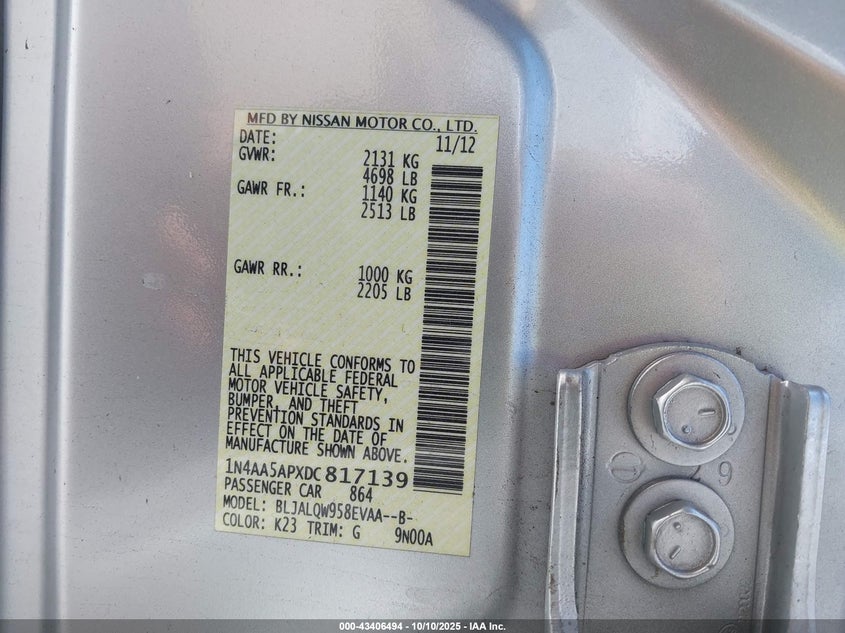 MFD BY NISSAN MOTOR CO., LTD.
DATE: 11/12
GVWR: 2131 KG
4698 LB
GAWR FR.: 1140 KG
2513 LB
GAWR RR.: 1000 KG
2205 LB
THIS VEHICLE CONFORMS TO
ALL APPLICABLE FEDERAL
MOTOR VEHICLE SAFETY,
BUMPER, AND THEFT
PREVENTION STANDARDS IN
EFFECT ON THE DATE OF
MANUFACTURE SHOWN ABOVE.
1N4AA5APXDC817139
PASSENGER CAR 864
MODEL: BLJALQW958EVAA--B-
COLOR: K23 TRIM: G 9N00A
1 9
000-43406494 - 10/10/2025 - IAA Inc.